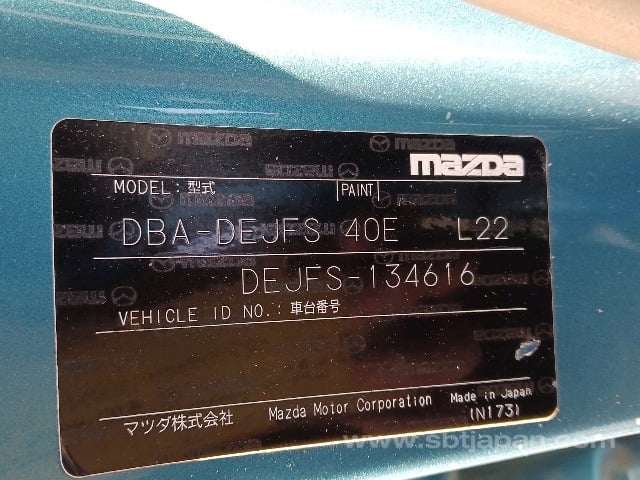 mazda
MODEL: 型式 PAINT
DBA-DEJFS 40E L22
DEJFS-134616
VEHICLE ID NO.: 車台番号
マツダ株式会社 Mazda Motor Corporation Made in Japan
(N173)
www.sbtjapan.com